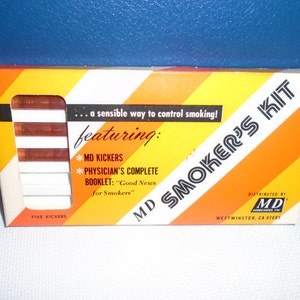 ... a sensible way to control smoking!
featuring:
* MD KICKERS
* PHYSICIAN'S COMPLETE
BOOKLET: "Good News
for Smokers"
MD SMOKER'S KIT
FIVE KICKERS
DISTRIBUTED BY
MD
WESTMINSTER, CA 92683